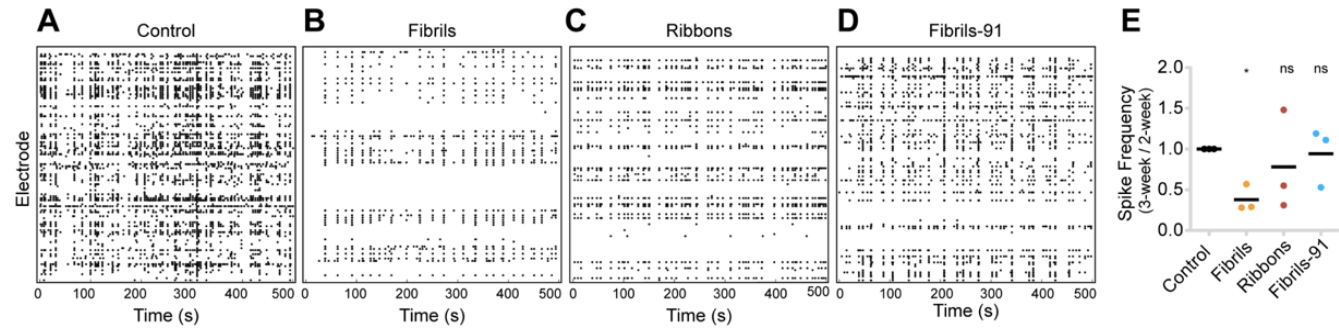 A
Control
Electrode
0 100 200 300 400 500
Time (s)
B
Fibrils
0 100 200 300 400 500
Time (s)
C
Ribbons
0 100 200 300 400 500
Time (s)
D
Fibrils-91
0 100 200 300 400 500
Time (s)
E
Spike Frequency
(3-week / 2-week)
2.0
1.5
1.0
0.5
0.0
* ns ns
Control
Fibrils
Ribbons
Fibrils-91